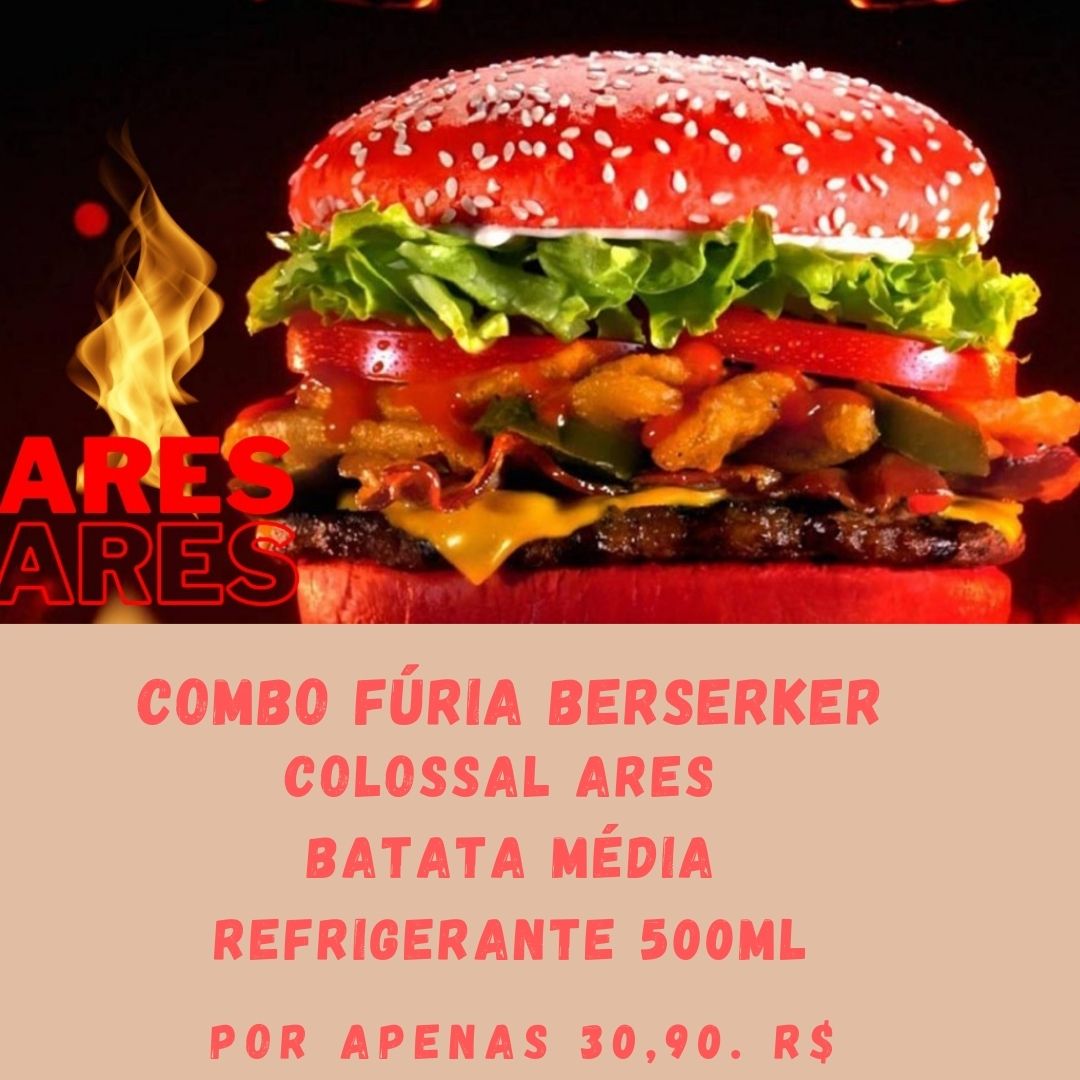 ARES
ARES
COMBO FÚRIA BERSERKER
COLOSSAL ARES
BATATA MÉDIA
REFRIGERANTE 500ML
POR APENAS 30,90. R$